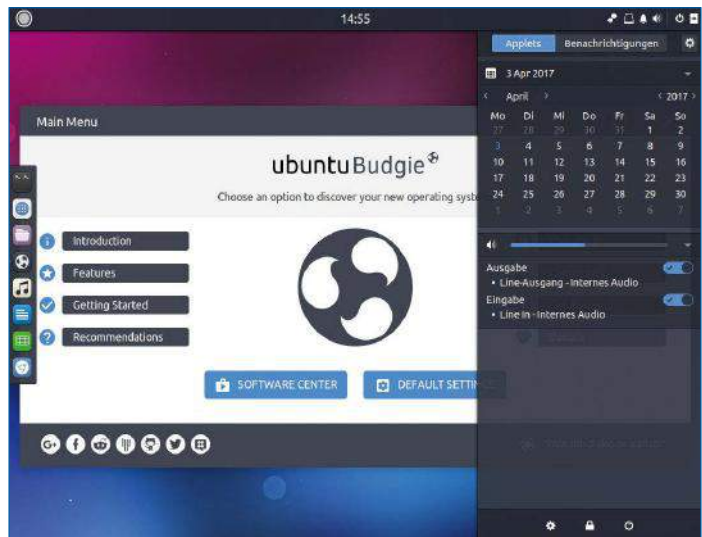 14:55
Applets Benachrichtigungen
3 Apr 2017
April 2017
Mo Di Mi Do Fr Sa So
27 28 29 30 31 1 2
3 4 5 6 7 8 9
10 11 12 13 14 15 16
17 18 19 20 21 22 23
24 25 26 27 28 29 30
1 2 3 4 5 6 7
Ausgabe
• Line-Ausgang - Internes Audio
Eingabe
• Line In - Internes Audio
Main Menu
ubuntu Budgie
Choose an option to discover your new operating syste
Introduction
Features
Getting Started
Recommendations
SOFTWARE CENTER DEFAULT SETTIN